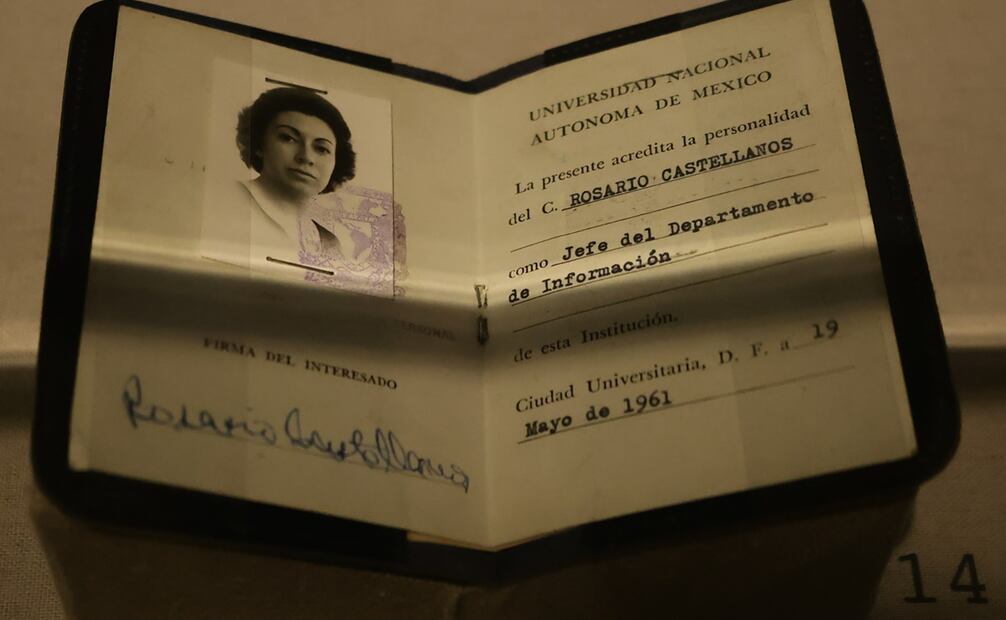 PERSONAL
FIRMA DEL INTERESADO
Rosario Castellanos
UNIVERSIDAD NACIONAL
AUTONOMA DE MEXICO
La presente acredita la personalidad
del C. ROSARIO CASTELLANOS
como Jefe del Departamento
de Información
de esta Institución.
Ciudad Universitaria, D. F. a 19
Mayo de 1961
14